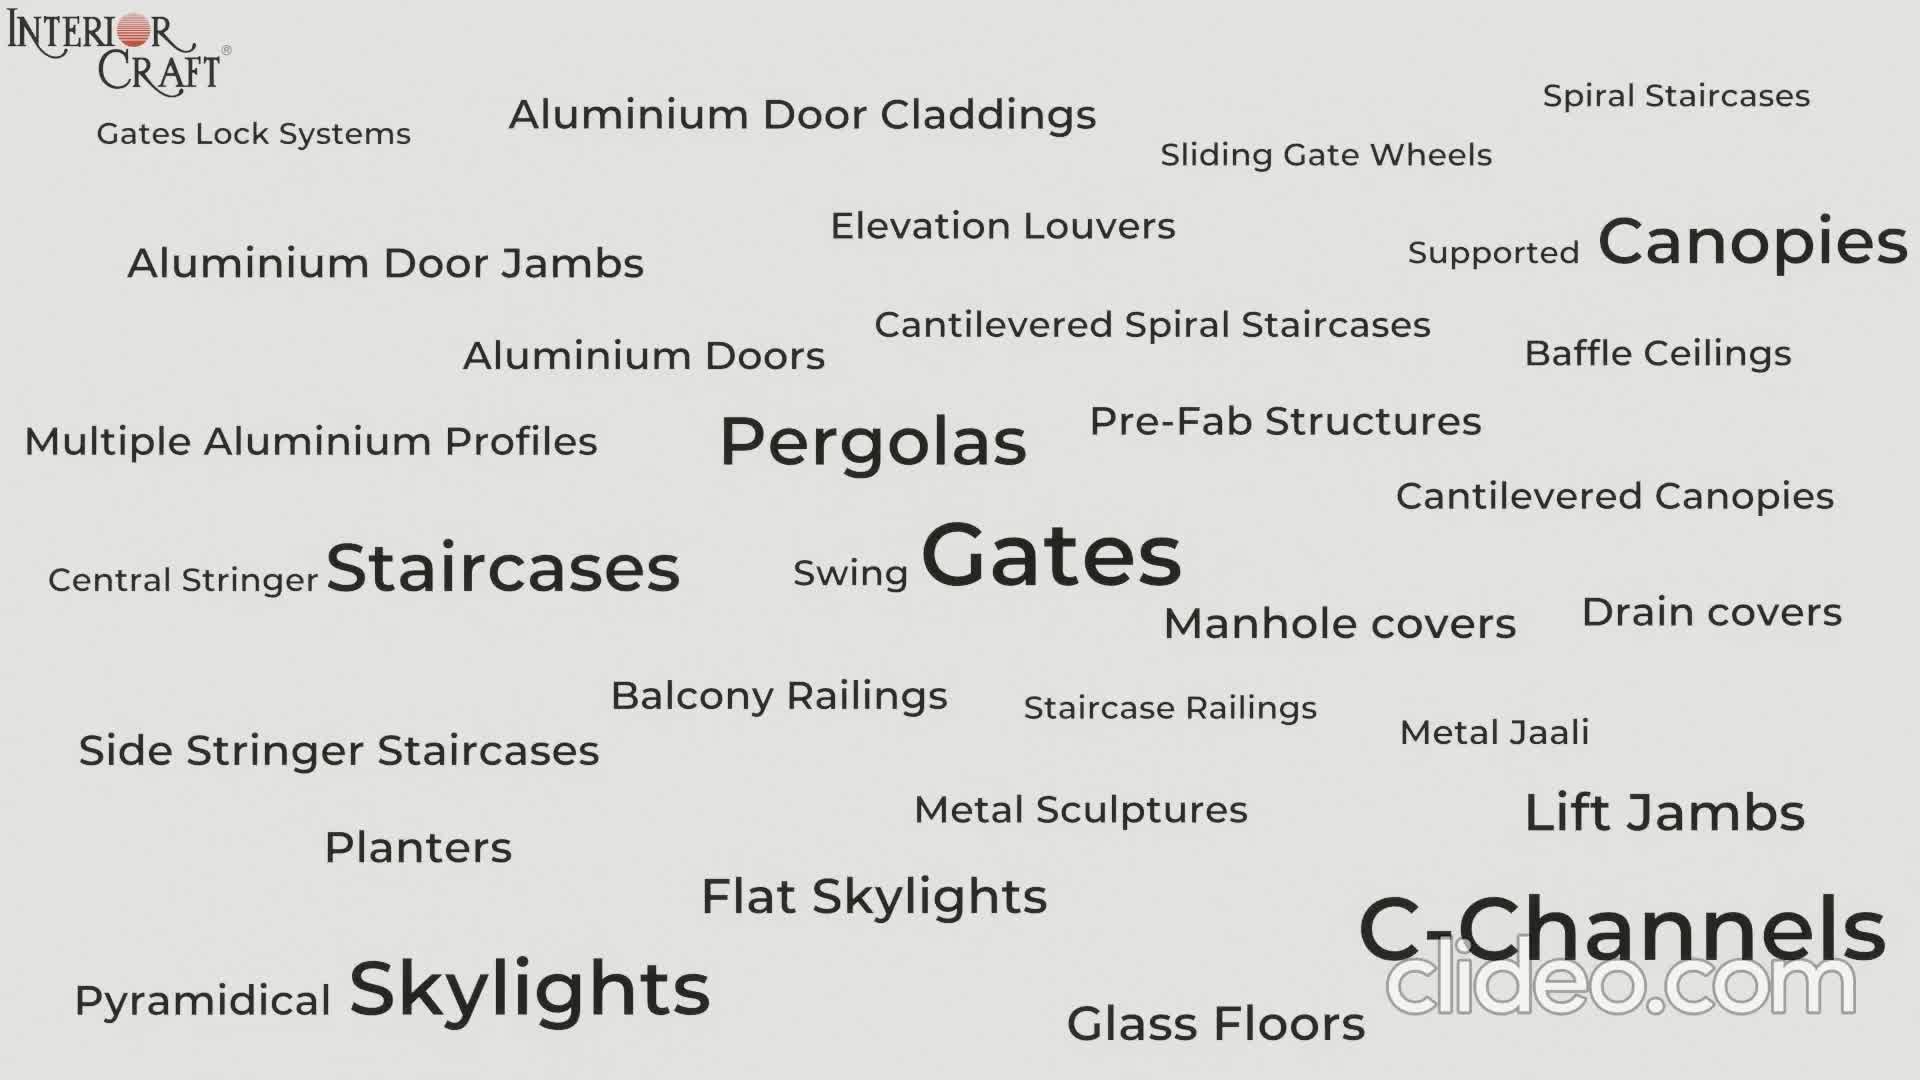 INTERIOR
CRAFT®
Spiral Staircases
Aluminium Door Claddings
Gates Lock Systems
Sliding Gate Wheels
Elevation Louvers
Supported Canopies
Aluminium Door Jambs
Cantilevered Spiral Staircases
Aluminium Doors
Baffle Ceilings
Multiple Aluminium Profiles
Pergolas
Pre-Fab Structures
Cantilevered Canopies
Central Stringer Staircases
Swing Gates
Manhole covers
Drain covers
Balcony Railings
Staircase Railings
Metal Jaali
Side Stringer Staircases
Metal Sculptures
Lift Jambs
Planters
Flat Skylights
C-Channels
clideo.com
Pyramidical Skylights
Glass Floors